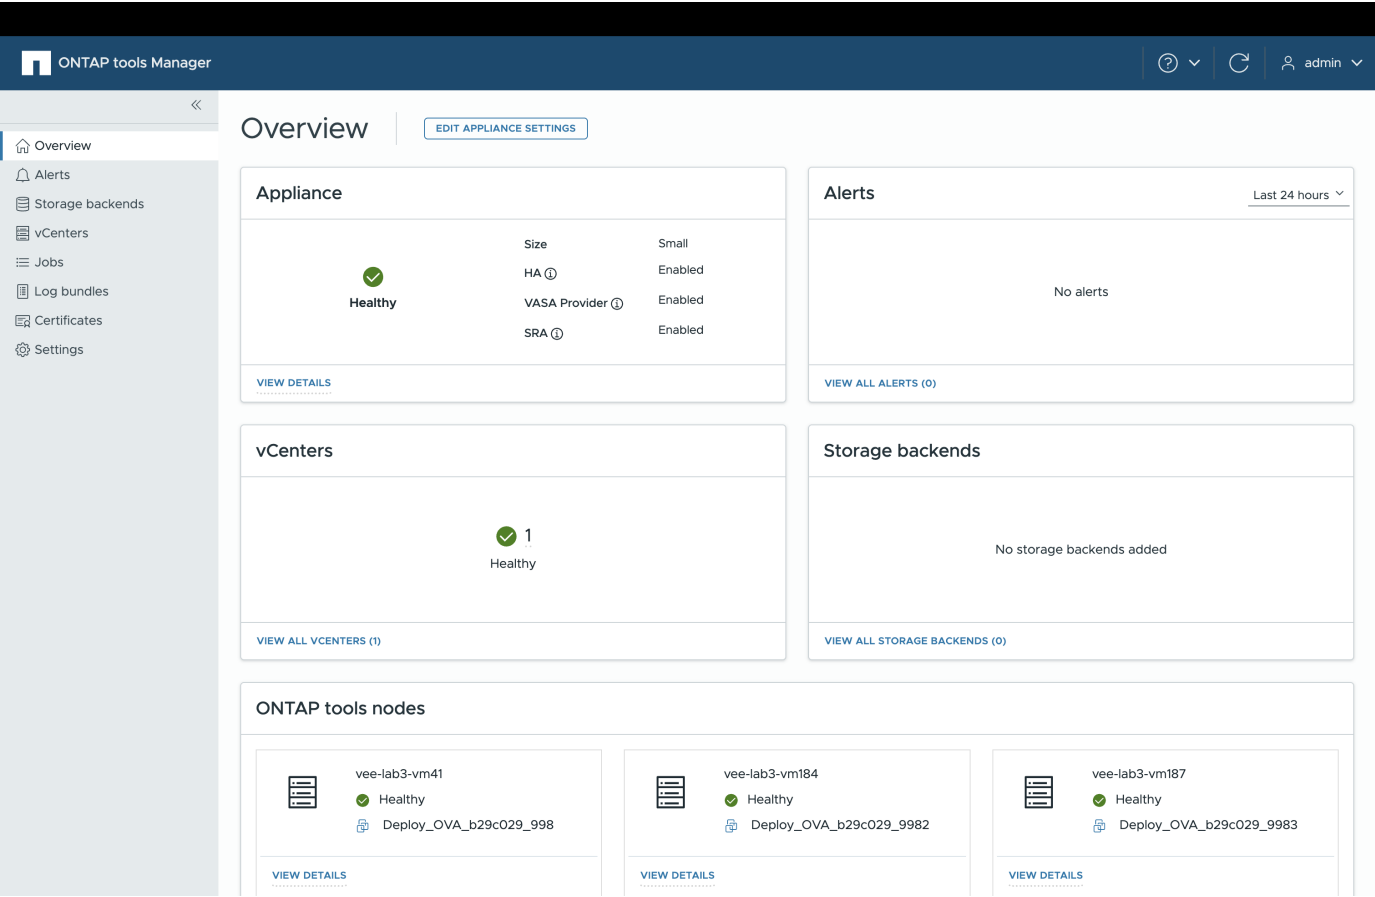 ONTAP tools Manager
admin
Overview
Alerts
Storage backends
vCenters
Jobs
Log bundles
Certificates
Settings
Overview
EDIT APPLIANCE SETTINGS
Appliance
Healthy
Size Small
HA Enabled
VASA Provider Enabled
SRA Enabled
VIEW DETAILS
Alerts
Last 24 hours
No alerts
VIEW ALL ALERTS (0)
vCenters
1
Healthy
VIEW ALL VCENTERS (1)
Storage backends
No storage backends added
VIEW ALL STORAGE BACKENDS (0)
ONTAP tools nodes
vee-lab3-vm41
Healthy
Deploy_OVA_b29c029_998
VIEW DETAILS
vee-lab3-vm184
Healthy
Deploy_OVA_b29c029_9982
VIEW DETAILS
vee-lab3-vm187
Healthy
Deploy_OVA_b29c029_9983
VIEW DETAILS